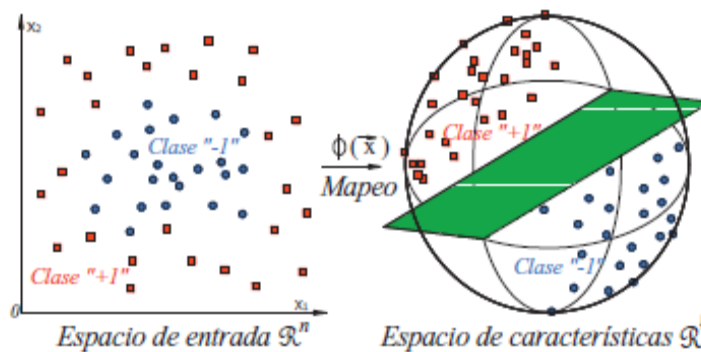 x₂
Clase "-1"
Clase "+1"
0
x₁
Espacio de entrada ℜⁿ
ϕ(x⃗)
Mapeo
Clase "+1"
Clase "-1"
Espacio de características ℜ